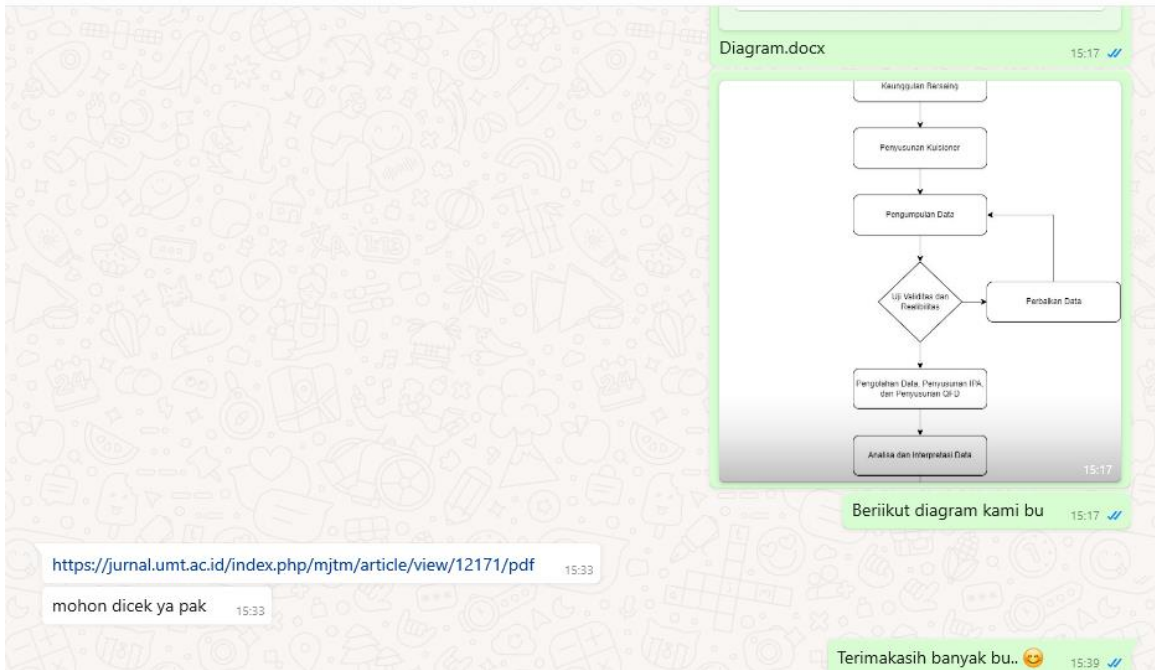 Diagram.docx
15:17
Keunggulan Bersaing
Penyusunan Kuisioner
Pengumpulan Data
Uji Validitas dan
Realibilitas
Perbaikan Data
Pengolahan Data, Penyusunan IPA,
dan Penyusunan QFD
Analisa dan Interpretasi Data
15:17
Beriikut diagram kami bu
15:17
https://jurnal.umt.ac.id/index.php/mjtm/article/view/12171/pdf
15:33
mohon dicek ya pak
15:33
Terimakasih banyak bu.. 😊
15:39